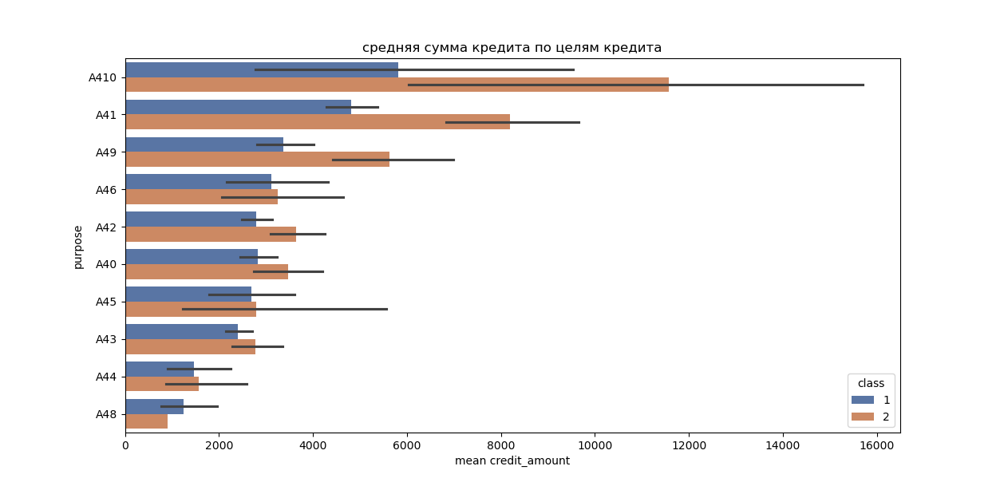 средняя сумма кредита по целям кредита
purpose
A410
A41
A49
A46
A42
A40
A45
A43
A44
A48
0 2000 4000 6000 8000 10000 12000 14000 16000
mean credit_amount
class
1
2